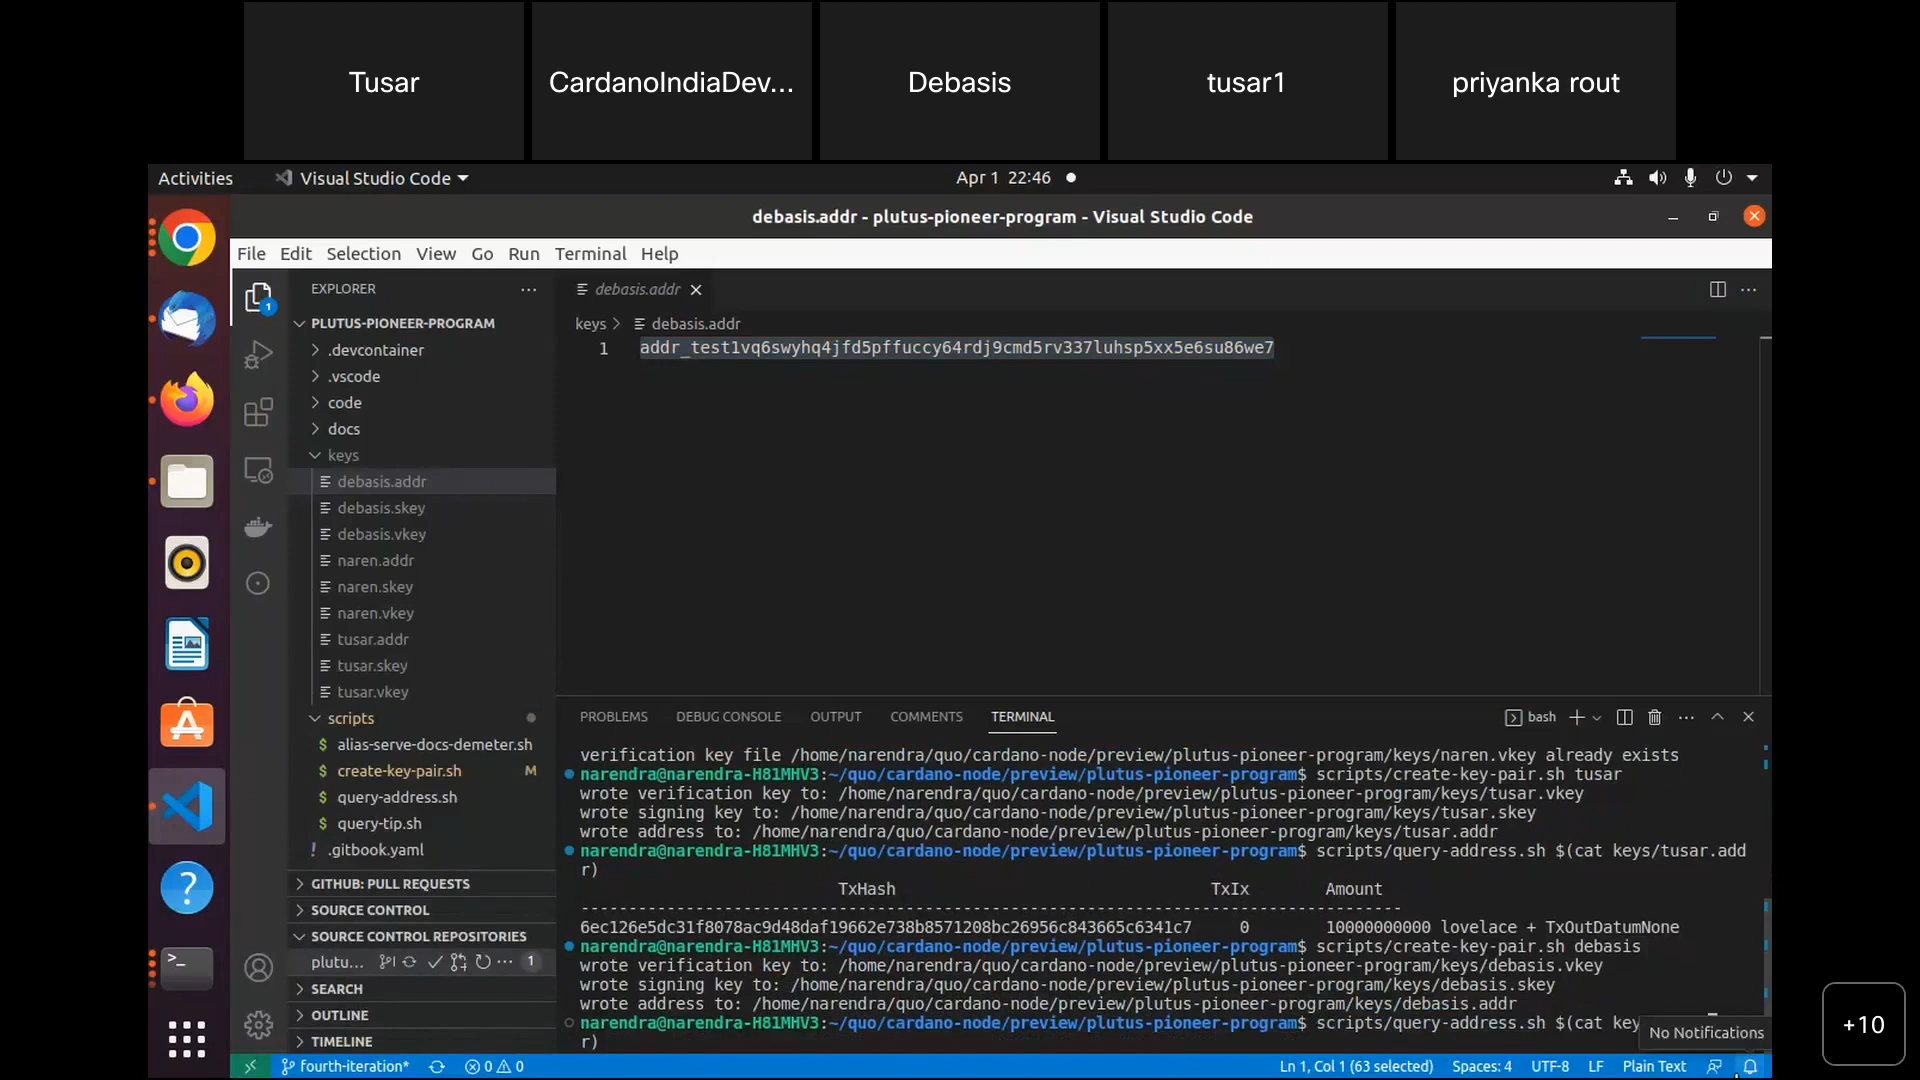 Tusar
CardanoIndiaDev...
Debasis
tusar1
priyanka rout
Activities
Visual Studio Code
Apr 1 22:46
debasis.addr - plutus-pioneer-program - Visual Studio Code
File Edit Selection View Go Run Terminal Help
EXPLORER
debasis.addr
PLUTUS-PIONEER-PROGRAM
keys > debasis.addr
1 addr_test1vq6swyhq4jfd5pffuccy64rdj9cmd5rv337luhsp5xx5e6su86we7
.devcontainer
.vscode
code
docs
keys
debasis.addr
debasis.skey
debasis.vkey
naren.addr
naren.skey
naren.vkey
tusar.addr
tusar.skey
tusar.vkey
scripts
$ alias-serve-docs-demeter.sh
$ create-key-pair.sh M
$ query-address.sh
$ query-tip.sh
! .gitbook.yaml
GITHUB: PULL REQUESTS
SOURCE CONTROL
SOURCE CONTROL REPOSITORIES
plutu... 1
SEARCH
OUTLINE
TIMELINE
PROBLEMS DEBUG CONSOLE OUTPUT COMMENTS TERMINAL bash
verification key file /home/narendra/quo/cardano-node/preview/plutus-pioneer-program/keys/naren.vkey already exists
narendra@narendra-H81MHV3:~/quo/cardano-node/preview/plutus-pioneer-program$ scripts/create-key-pair.sh tusar
wrote verification key to: /home/narendra/quo/cardano-node/preview/plutus-pioneer-program/keys/tusar.vkey
wrote signing key to: /home/narendra/quo/cardano-node/preview/plutus-pioneer-program/keys/tusar.skey
wrote address to: /home/narendra/quo/cardano-node/preview/plutus-pioneer-program/keys/tusar.addr
narendra@narendra-H81MHV3:~/quo/cardano-node/preview/plutus-pioneer-program$ scripts/query-address.sh $(cat keys/tusar.add
r)
TxHash TxIx Amount
--------------------------------------------------------------------------------------
6ec126e5dc31f8078ac9d48daf19662e738b8571208bc26956c843665c6341c7 0 10000000000 lovelace + TxOutDatumNone
narendra@narendra-H81MHV3:~/quo/cardano-node/preview/plutus-pioneer-program$ scripts/create-key-pair.sh debasis
wrote verification key to: /home/narendra/quo/cardano-node/preview/plutus-pioneer-program/keys/debasis.vkey
wrote signing key to: /home/narendra/quo/cardano-node/preview/plutus-pioneer-program/keys/debasis.skey
wrote address to: /home/narendra/quo/cardano-node/preview/plutus-pioneer-program/keys/debasis.addr
narendra@narendra-H81MHV3:~/quo/cardano-node/preview/plutus-pioneer-program$ scripts/query-address.sh $(cat key
r)
No Notifications
+10
fourth-iteration* 0 0
Ln 1, Col 1 (63 selected) Spaces: 4 UTF-8 LF Plain Text